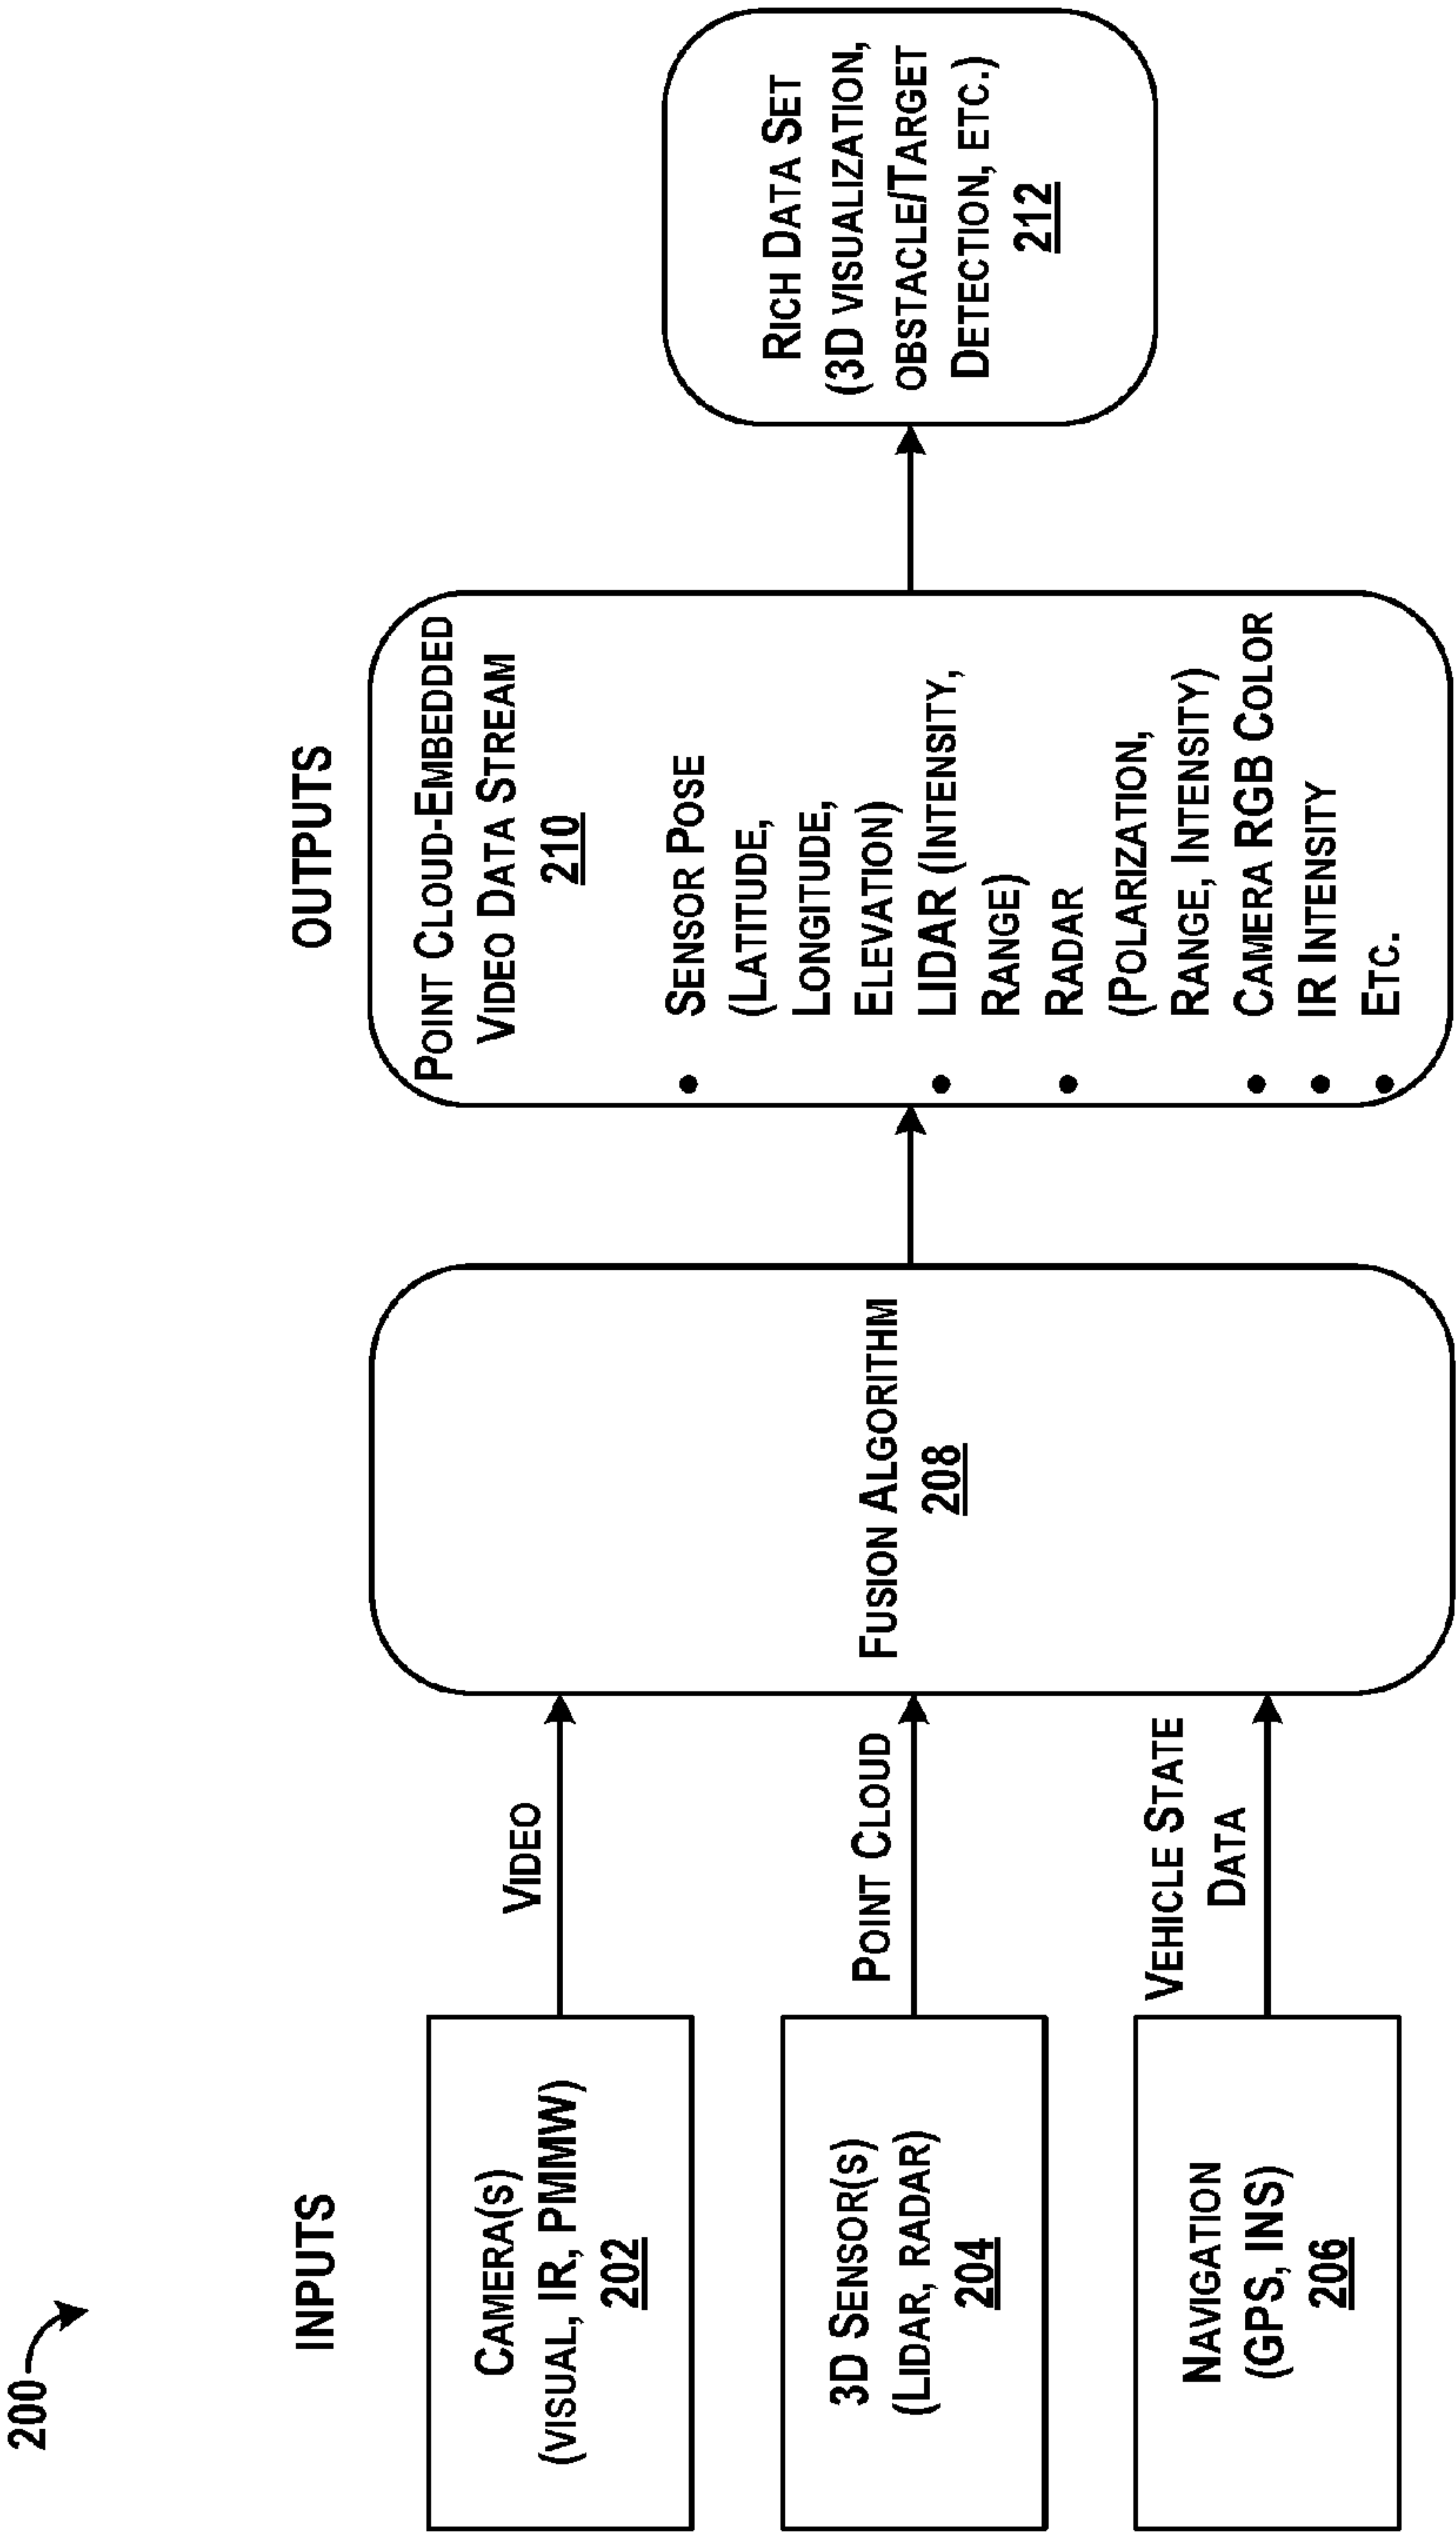 200
INPUTS
CAMERA(S)
(VISUAL, IR, PMMW)
202
3D SENSOR(S)
(LIDAR, RADAR)
204
NAVIGATION
(GPS, INS)
206
VIDEO
POINT CLOUD
VEHICLE STATE
DATA
FUSION ALGORITHM
208
OUTPUTS
POINT CLOUD-EMBEDDED
VIDEO DATA STREAM
210
• SENSOR POSE
(LATITUDE,
LONGITUDE,
ELEVATION)
• LIDAR (INTENSITY,
RANGE)
• RADAR
(POLARIZATION,
RANGE, INTENSITY)
• CAMERA RGB COLOR
• IR INTENSITY
• ETC.
RICH DATA SET
(3D VISUALIZATION,
OBSTACLE/TARGET
DETECTION, ETC.)
212